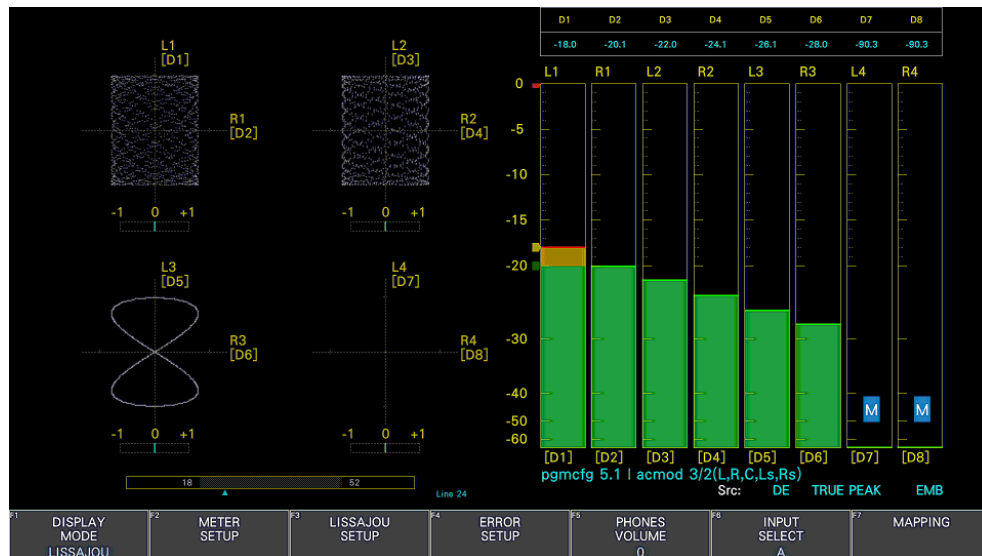 D1 D2 D3 D4 D5 D6 D7 D8
-18.0 -20.1 -22.0 -24.1 -26.1 -28.0 -90.3 -90.3
L1
[D1]
R1
[D2]
-1 0 +1
L2
[D3]
R2
[D4]
-1 0 +1
L3
[D5]
R3
[D6]
-1 0 +1
L4
[D7]
R4
[D8]
-1 0 +1
18 52
Line 24
L1 R1 L2 R2 L3 R3 L4 R4
0
-5
-10
-15
-20
-30
-40
-50
-60
M M
[D1] [D2] [D3] [D4] [D5] [D6] [D7] [D8]
pgmcfg 5.1 | acmod 3/2(L,R,C,Ls,Rs)
Src: DE TRUE PEAK EMB
F1 DISPLAY MODE
LISSAJOU
F2 METER SETUP
F3 LISSAJOU SETUP
F4 ERROR SETUP
F5 PHONES VOLUME
0
F6 INPUT SELECT
A
F7 MAPPING